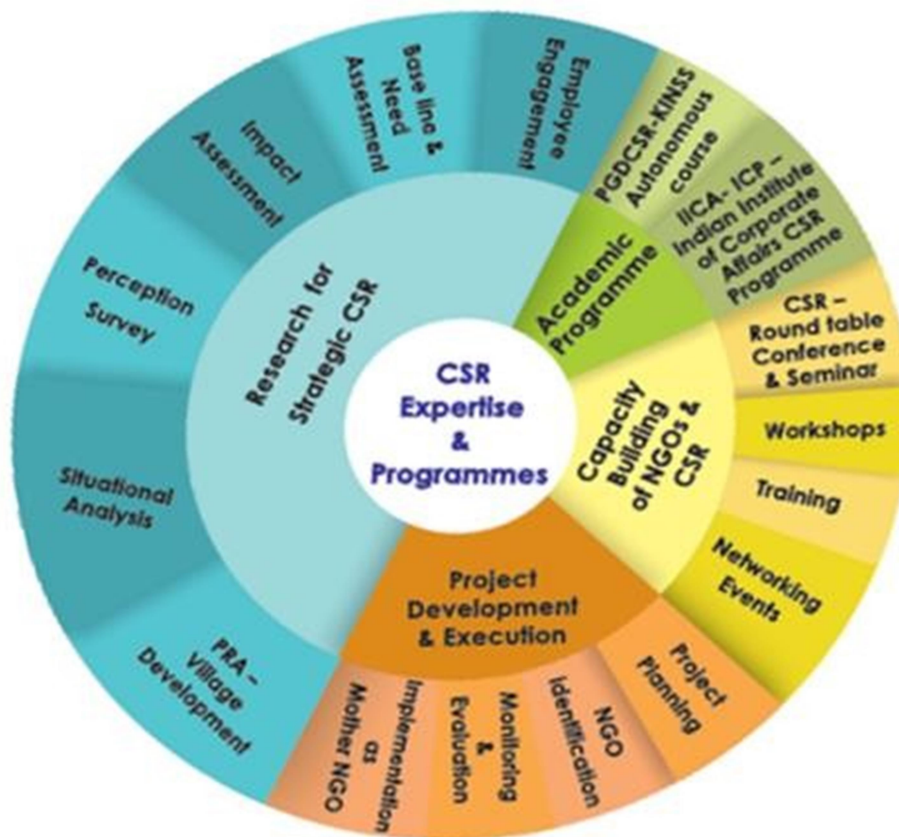 CSR
Expertise
&
Programmes
Research for
Strategic CSR
Academic
Programme
Capacity
Building
of NGOs &
CSR
Project
Development
& Execution
Employee
Engagement
PGDCSR-KINSS
Autonomous
course
IICA- ICP –
Indian Institute
of Corporate
Affairs CSR
Programme
CSR –
Round table
Conference
& Seminar
Workshops
Training
Networking
Events
Project
Planning
NGO
Identification
Monitoring
&
Evaluation
Implementation
as
Mother NGO
PRA –
Village
Development
Situational
Analysis
Perception
Survey
Impact
Assessment
Base line &
Need
Assessment